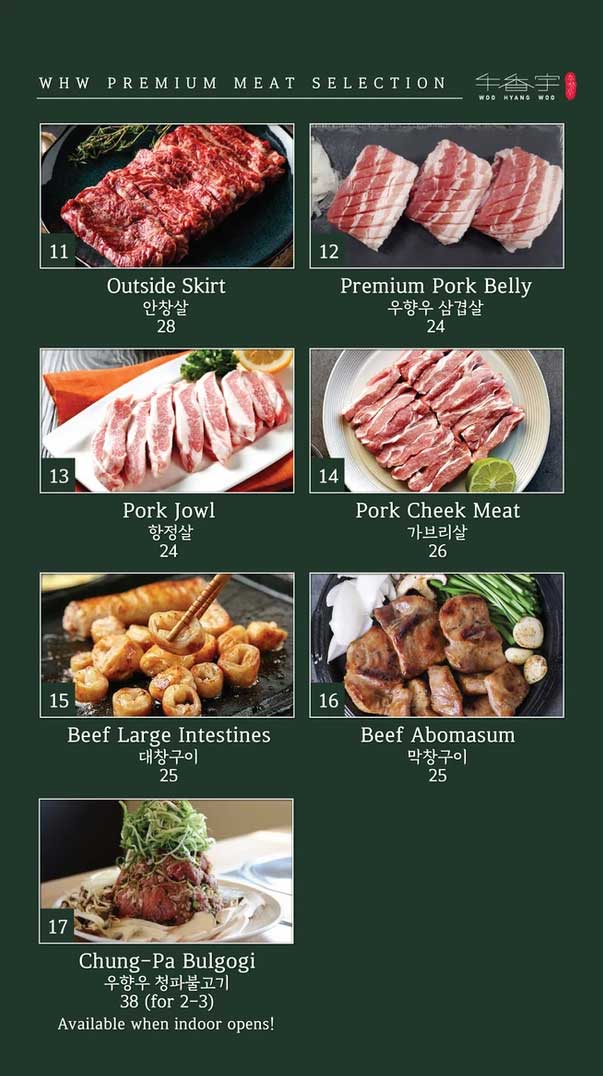 WHW PREMIUM MEAT SELECTION
牛香宇
WOO HYANG WOO
11
Outside Skirt
안창살
28
12
Premium Pork Belly
우향우 삼겹살
24
13
Pork Jowl
항정살
24
14
Pork Cheek Meat
가브리살
26
15
Beef Large Intestines
대창구이
25
16
Beef Abomasum
막창구이
25
17
Chung-Pa Bulgogi
우향우 청파불고기
38 (for 2-3)
Available when indoor opens!